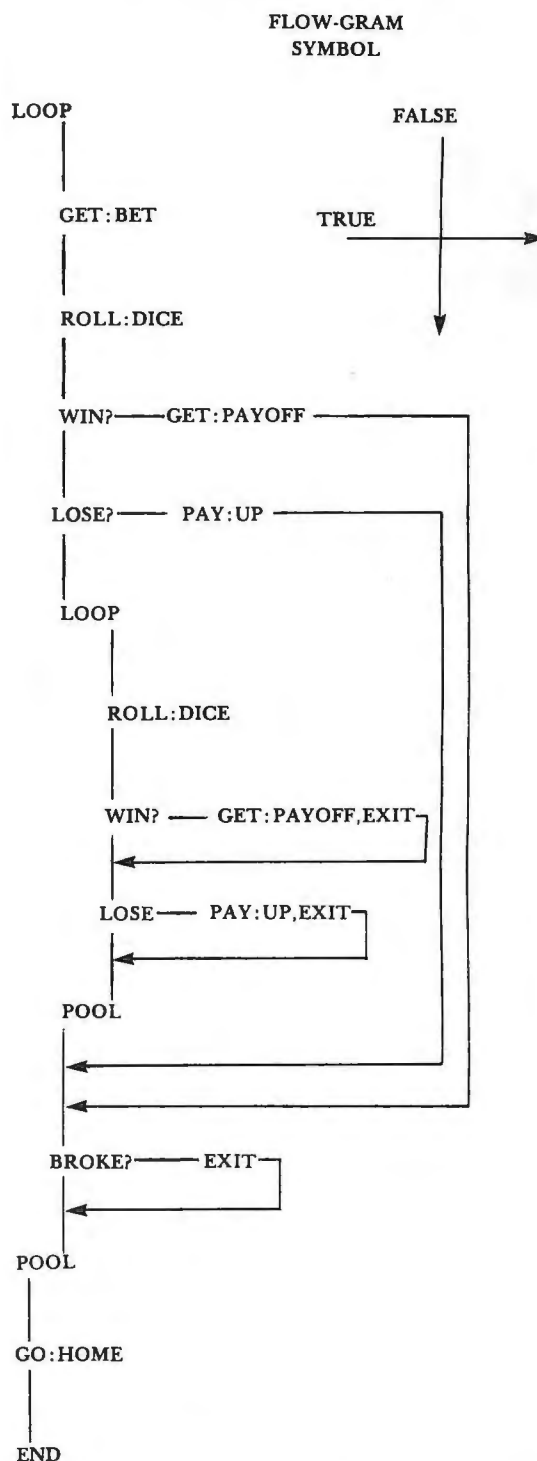 FLOW-GRAM
SYMBOL
LOOP
FALSE
GET:BET
TRUE
ROLL:DICE
WIN? GET:PAYOFF
LOSE? PAY:UP
LOOP
ROLL:DICE
WIN? GET:PAYOFF,EXIT
LOSE PAY:UP,EXIT
POOL
BROKE? EXIT
POOL
GO:HOME
END